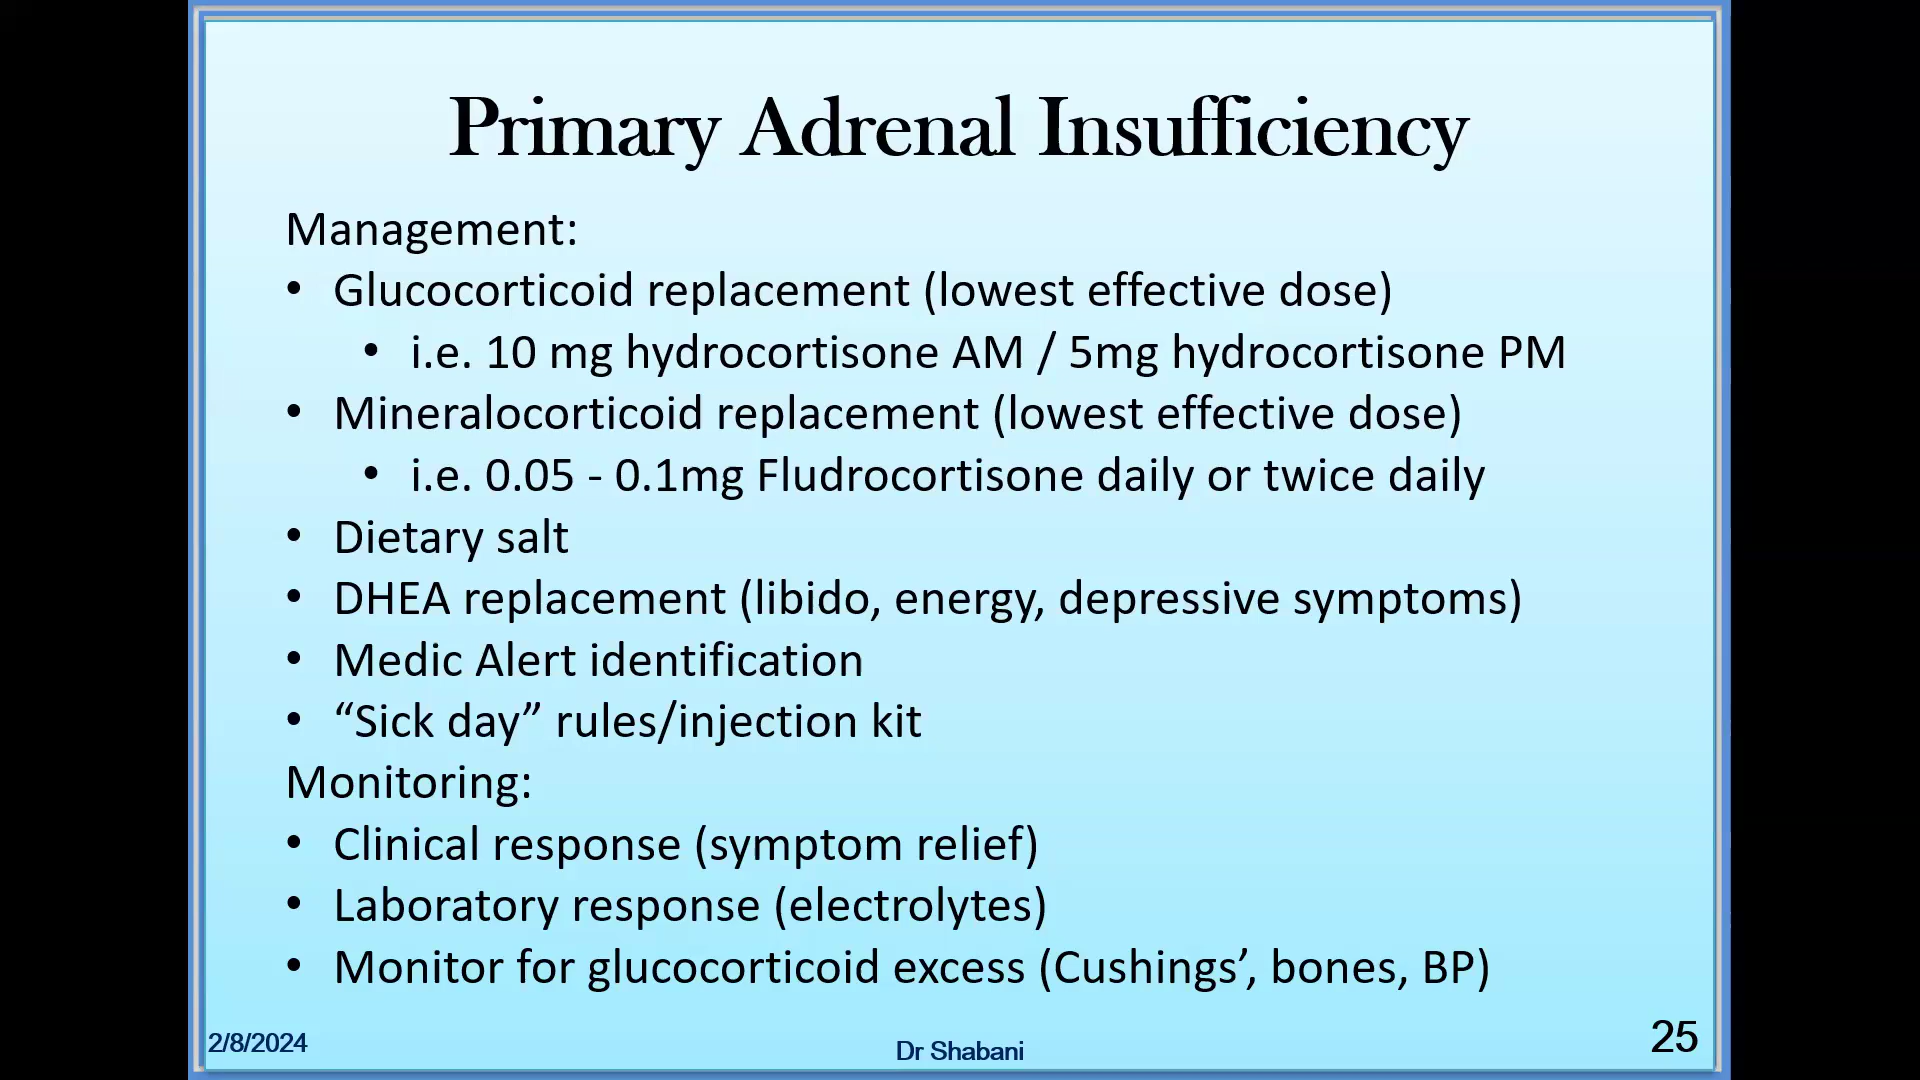 Primary Adrenal Insufficiency
Management:
• Glucocorticoid replacement (lowest effective dose)
• i.e. 10 mg hydrocortisone AM / 5mg hydrocortisone PM
• Mineralocorticoid replacement (lowest effective dose)
• i.e. 0.05 - 0.1mg Fludrocortisone daily or twice daily
• Dietary salt
• DHEA replacement (libido, energy, depressive symptoms)
• Medic Alert identification
• “Sick day” rules/injection kit
Monitoring:
• Clinical response (symptom relief)
• Laboratory response (electrolytes)
• Monitor for glucocorticoid excess (Cushings’, bones, BP)
2/8/2024
Dr Shabani
25